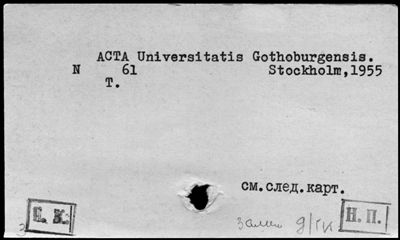 ACTA Universitatis Gothoburgensis.
N 61 Stockholm,1955
T.
см.след.карт.
Е. К. Н. П.